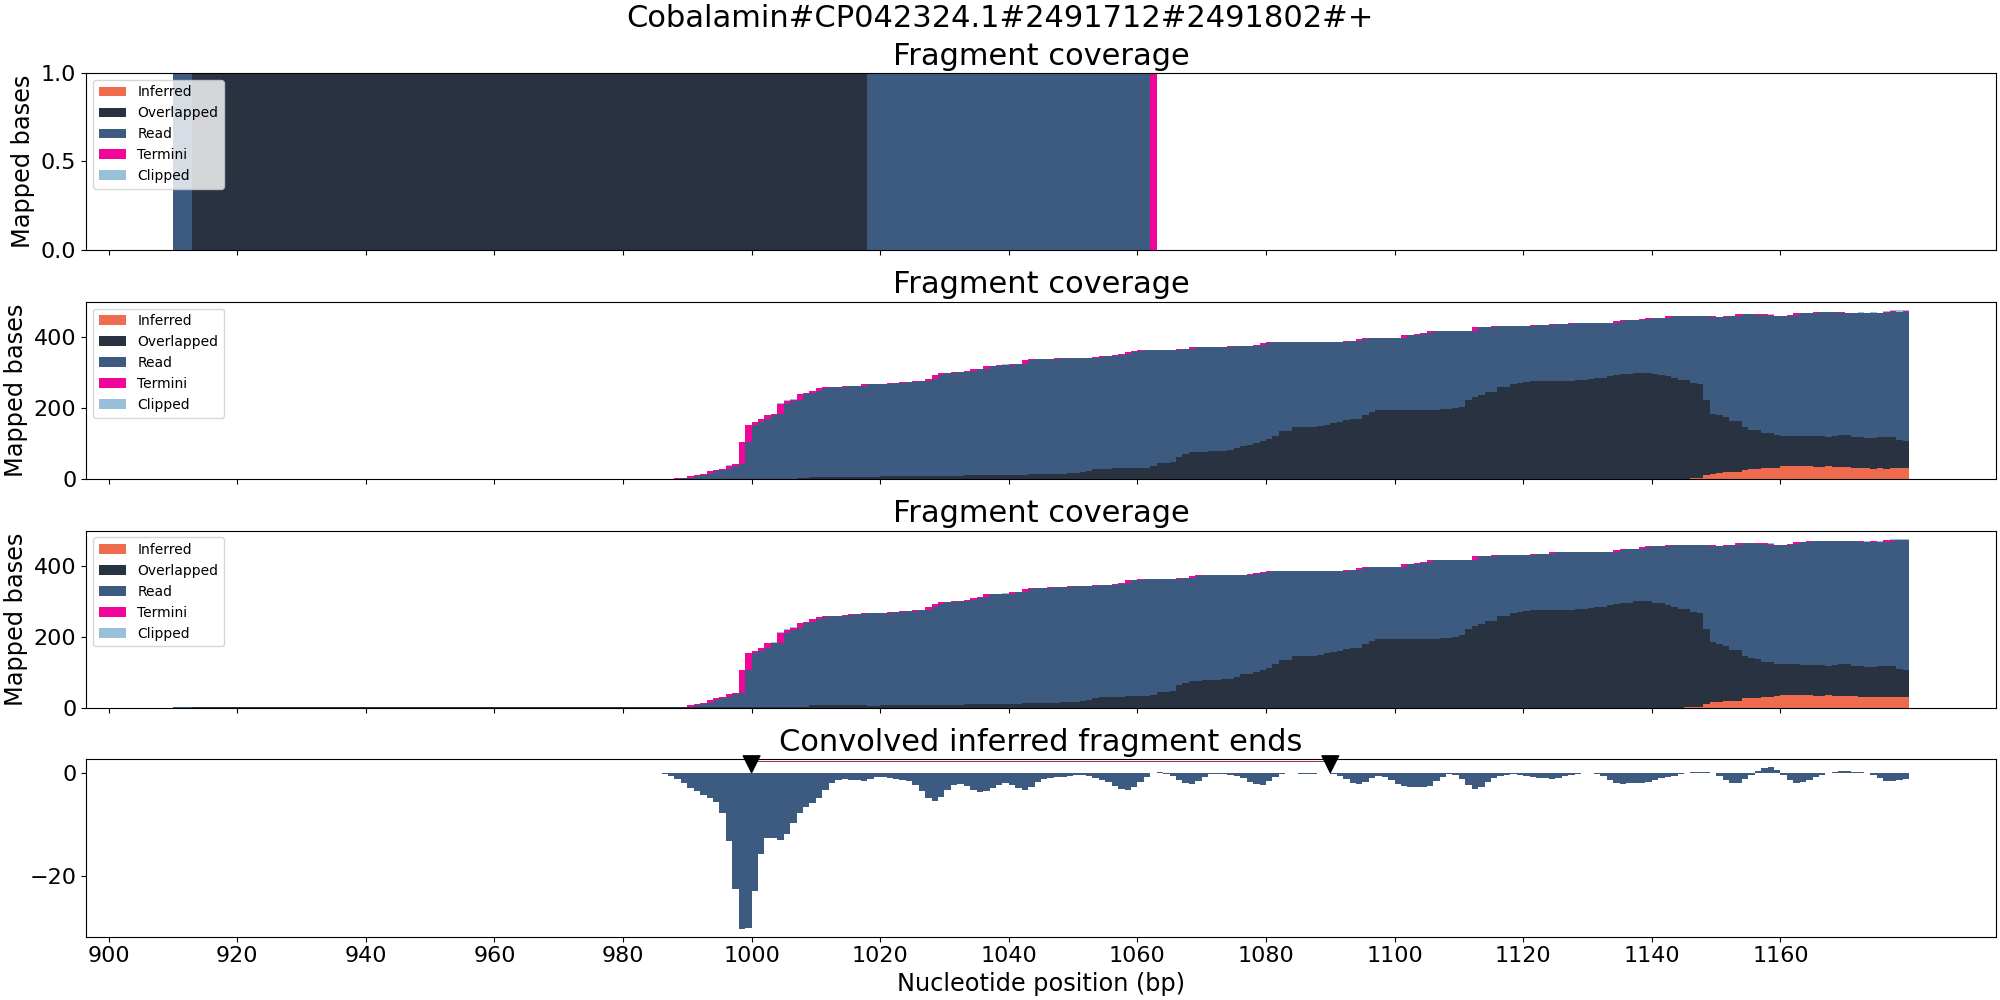 Cobalamin#CP042324.1#2491712#2491802#+
Fragment coverage
Mapped bases
1.0
0.5
0.0
Inferred
Overlapped
Read
Termini
Clipped
Fragment coverage
Mapped bases
400
200
0
Inferred
Overlapped
Read
Termini
Clipped
Fragment coverage
Mapped bases
400
200
0
Inferred
Overlapped
Read
Termini
Clipped
Convolved inferred fragment ends
0
−20
900 920 940 960 980 1000 1020 1040 1060 1080 1100 1120 1140 1160
Nucleotide position (bp)